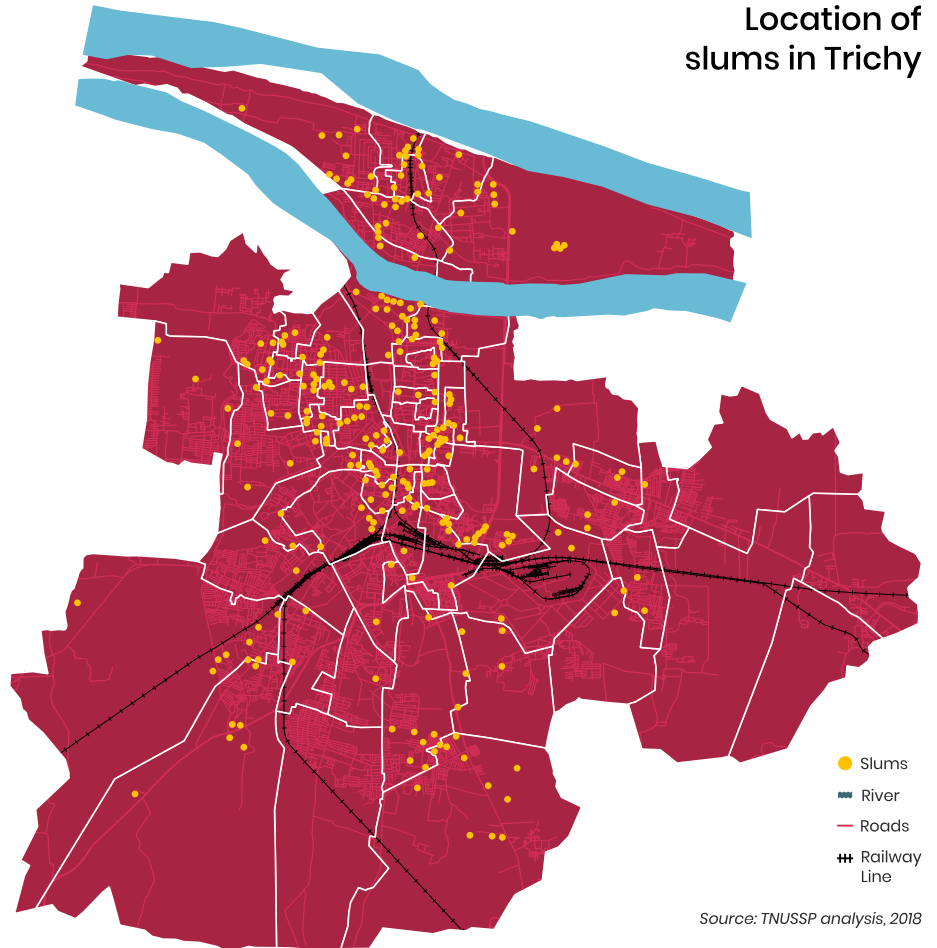 Location of
slums in Trichy
Slums
River
Roads
Railway
Line
Source: TNUSSP analysis, 2018